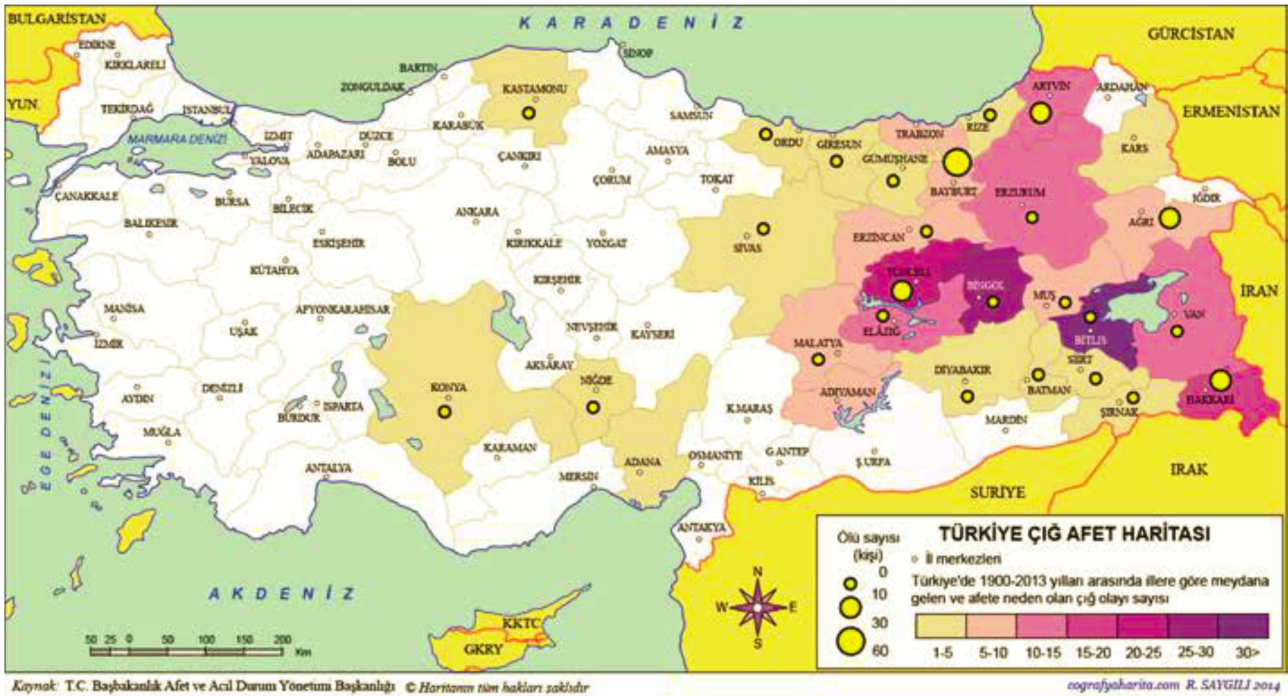 BULGARİSTAN
KARADENİZ
GÜRCİSTAN
EDİRNE
KIRKLARELİ
SİNOP
BARTIN
ZONGULDAK
KASTAMONU
ARTVİN
ARDAHAN
YUN.
TEKİRDAĞ
İSTANBUL
KARABÜK
SAMSUN
ERMENİSTAN
MARMARA DENİZİ
İZMİT
ADAPAZARI
DÜZCE
BOLU
YALOVA
ÇANKIRI
AMASYA
ORDU
GİRESUN
TRABZON
RİZE
KARS
GÜMÜŞHANE
ÇANAKKALE
BURSA
BİLECİK
ÇORUM
TOKAT
BAYBURT
ERZURUM
IĞDIR
BALIKESİR
ANKARA
ESKİŞEHİR
KIRIKKALE
YOZGAT
SİVAS
ERZİNCAN
AĞRI
KÜTAHYA
KIRŞEHİR
TUNCELİ
BİNGÖL
MUŞ
İRAN
MANİSA
UŞAK
AFYONKARAHİSAR
NEVŞEHİR
KAYSERİ
ELÂZIĞ
VAN
İZMİR
AKSARAY
MALATYA
BİTLİS
EGE DENİZİ
AYDIN
DENİZLİ
BURDUR
ISPARTA
KONYA
NİĞDE
ADIYAMAN
DİYABAKIR
BATMAN
SİİRT
ŞIRNAK
HAKKARİ
MUĞLA
K.MARAŞ
MARDİN
ANTALYA
KARAMAN
MERSİN
ADANA
OSMANİYE
G.ANTEP
Ş.URFA
KİLİS
IRAK
SURİYE
ANTAKYA
AKDENİZ
KKTC
GKRY
N
W E
S
50 25 0 50 100 150 200
Km
TÜRKİYE ÇIĞ AFET HARİTASI
Ölü sayısı
(kişi)
0
10
30
60
İl merkezleri
Türkiye'de 1900-2013 yılları arasında illere göre meydana
gelen ve afete neden olan çığ olayı sayısı
1-5 5-10 10-15 15-20 20-25 25-30 30>
Kaynak: T.C. Başbakanlık Afet ve Acil Durum Yönetimi Başkanlığı © Haritanın tüm hakları saklıdır
cografyaharita.com R. SAYGILI 2014